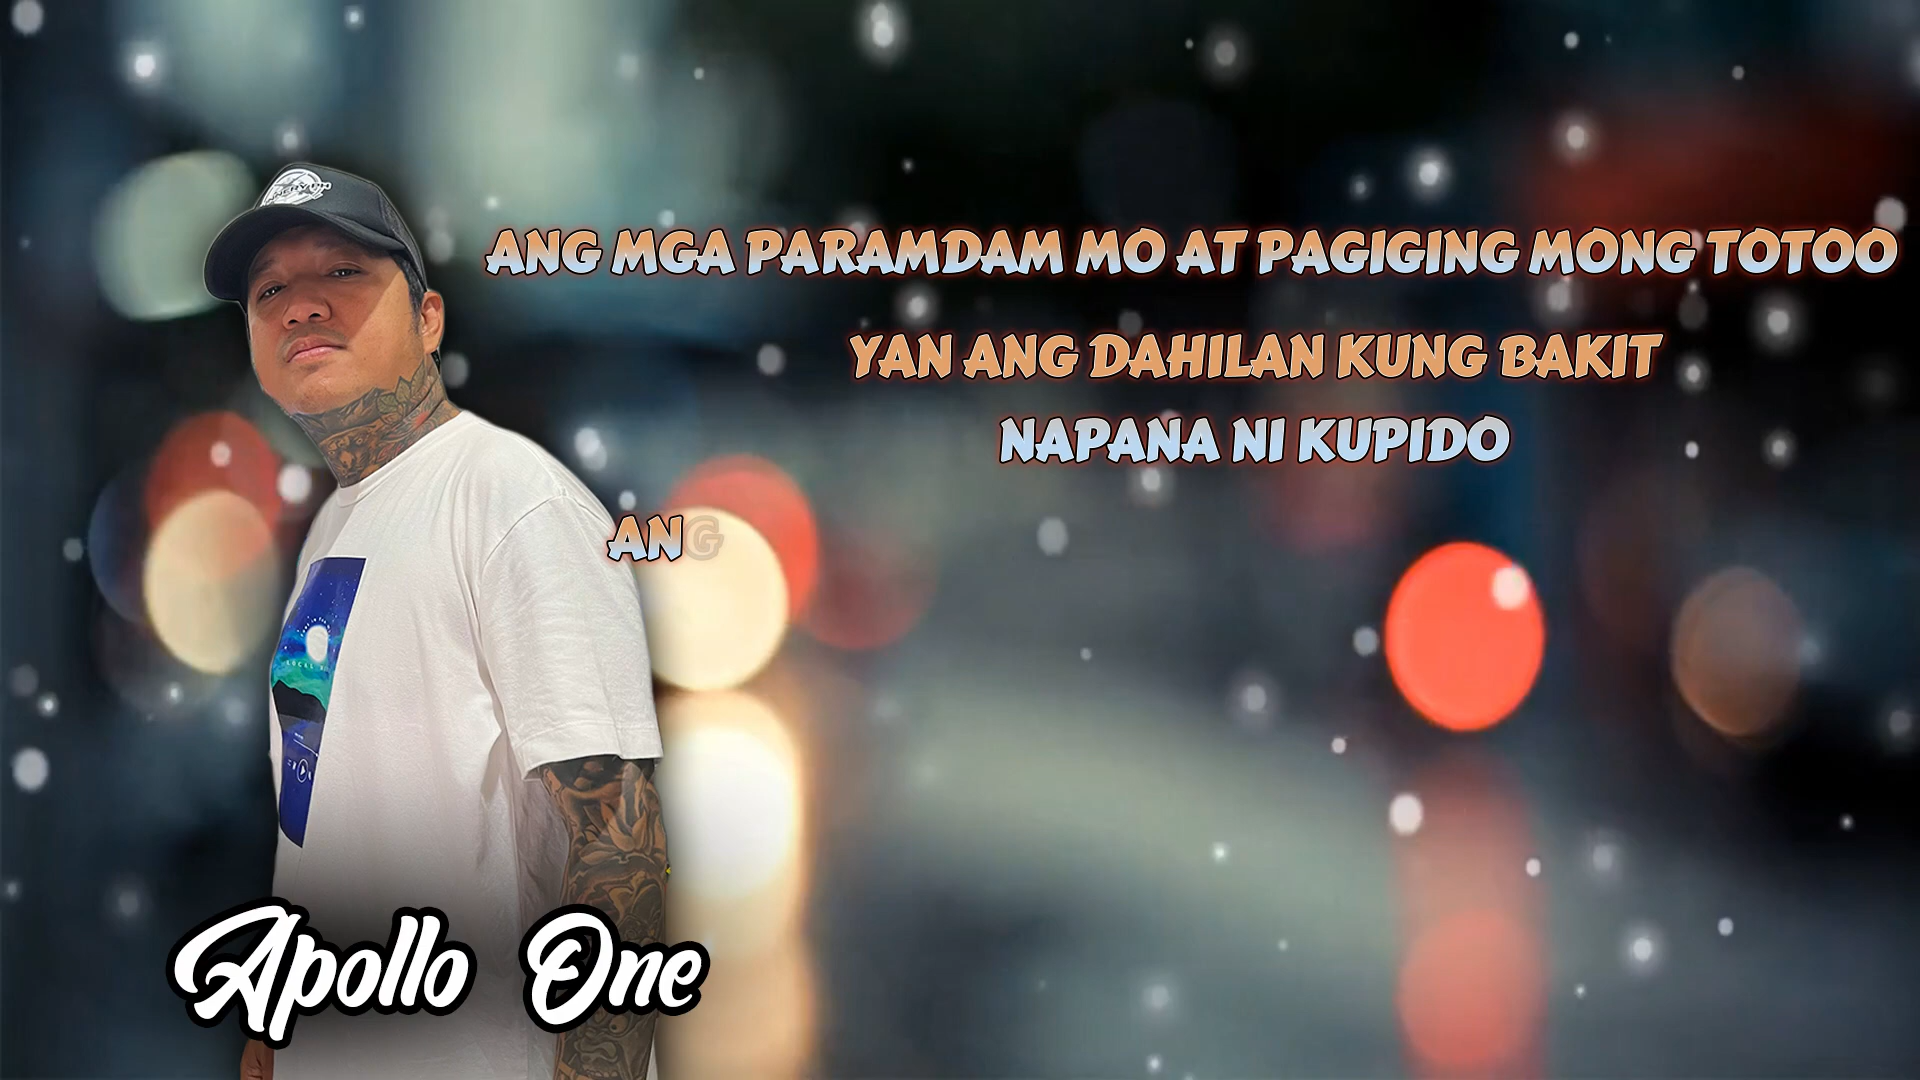 ANG MGA PARAMDAM MO AT PAGIGING MONG TOTOO
YAN ANG DAHILAN KUNG BAKIT
NAPANA NI KUPIDO
ANG
Apollo One